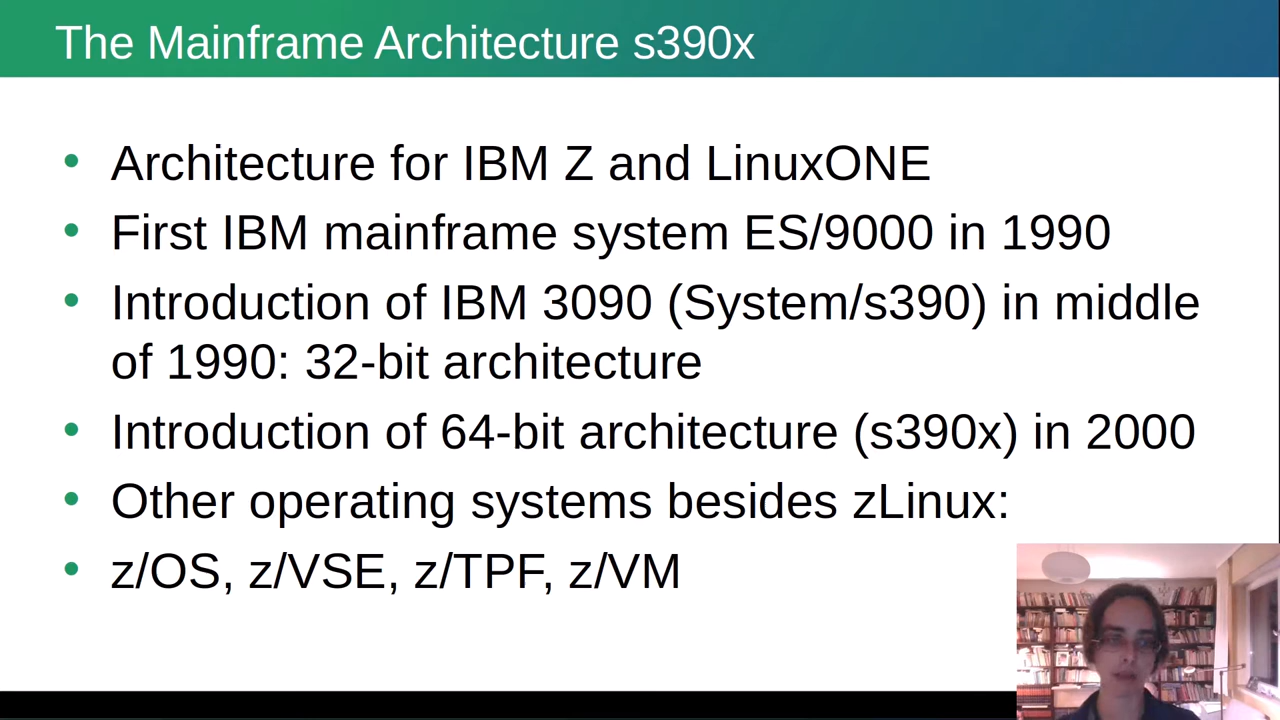 The Mainframe Architecture s390x
Architecture for IBM Z and LinuxONE
First IBM mainframe system ES/9000 in 1990
Introduction of IBM 3090 (System/s390) in middle
of 1990: 32-bit architecture
Introduction of 64-bit architecture (s390x) in 2000
Other operating systems besides zLinux:
z/OS, z/VSE, z/TPF, z/VM